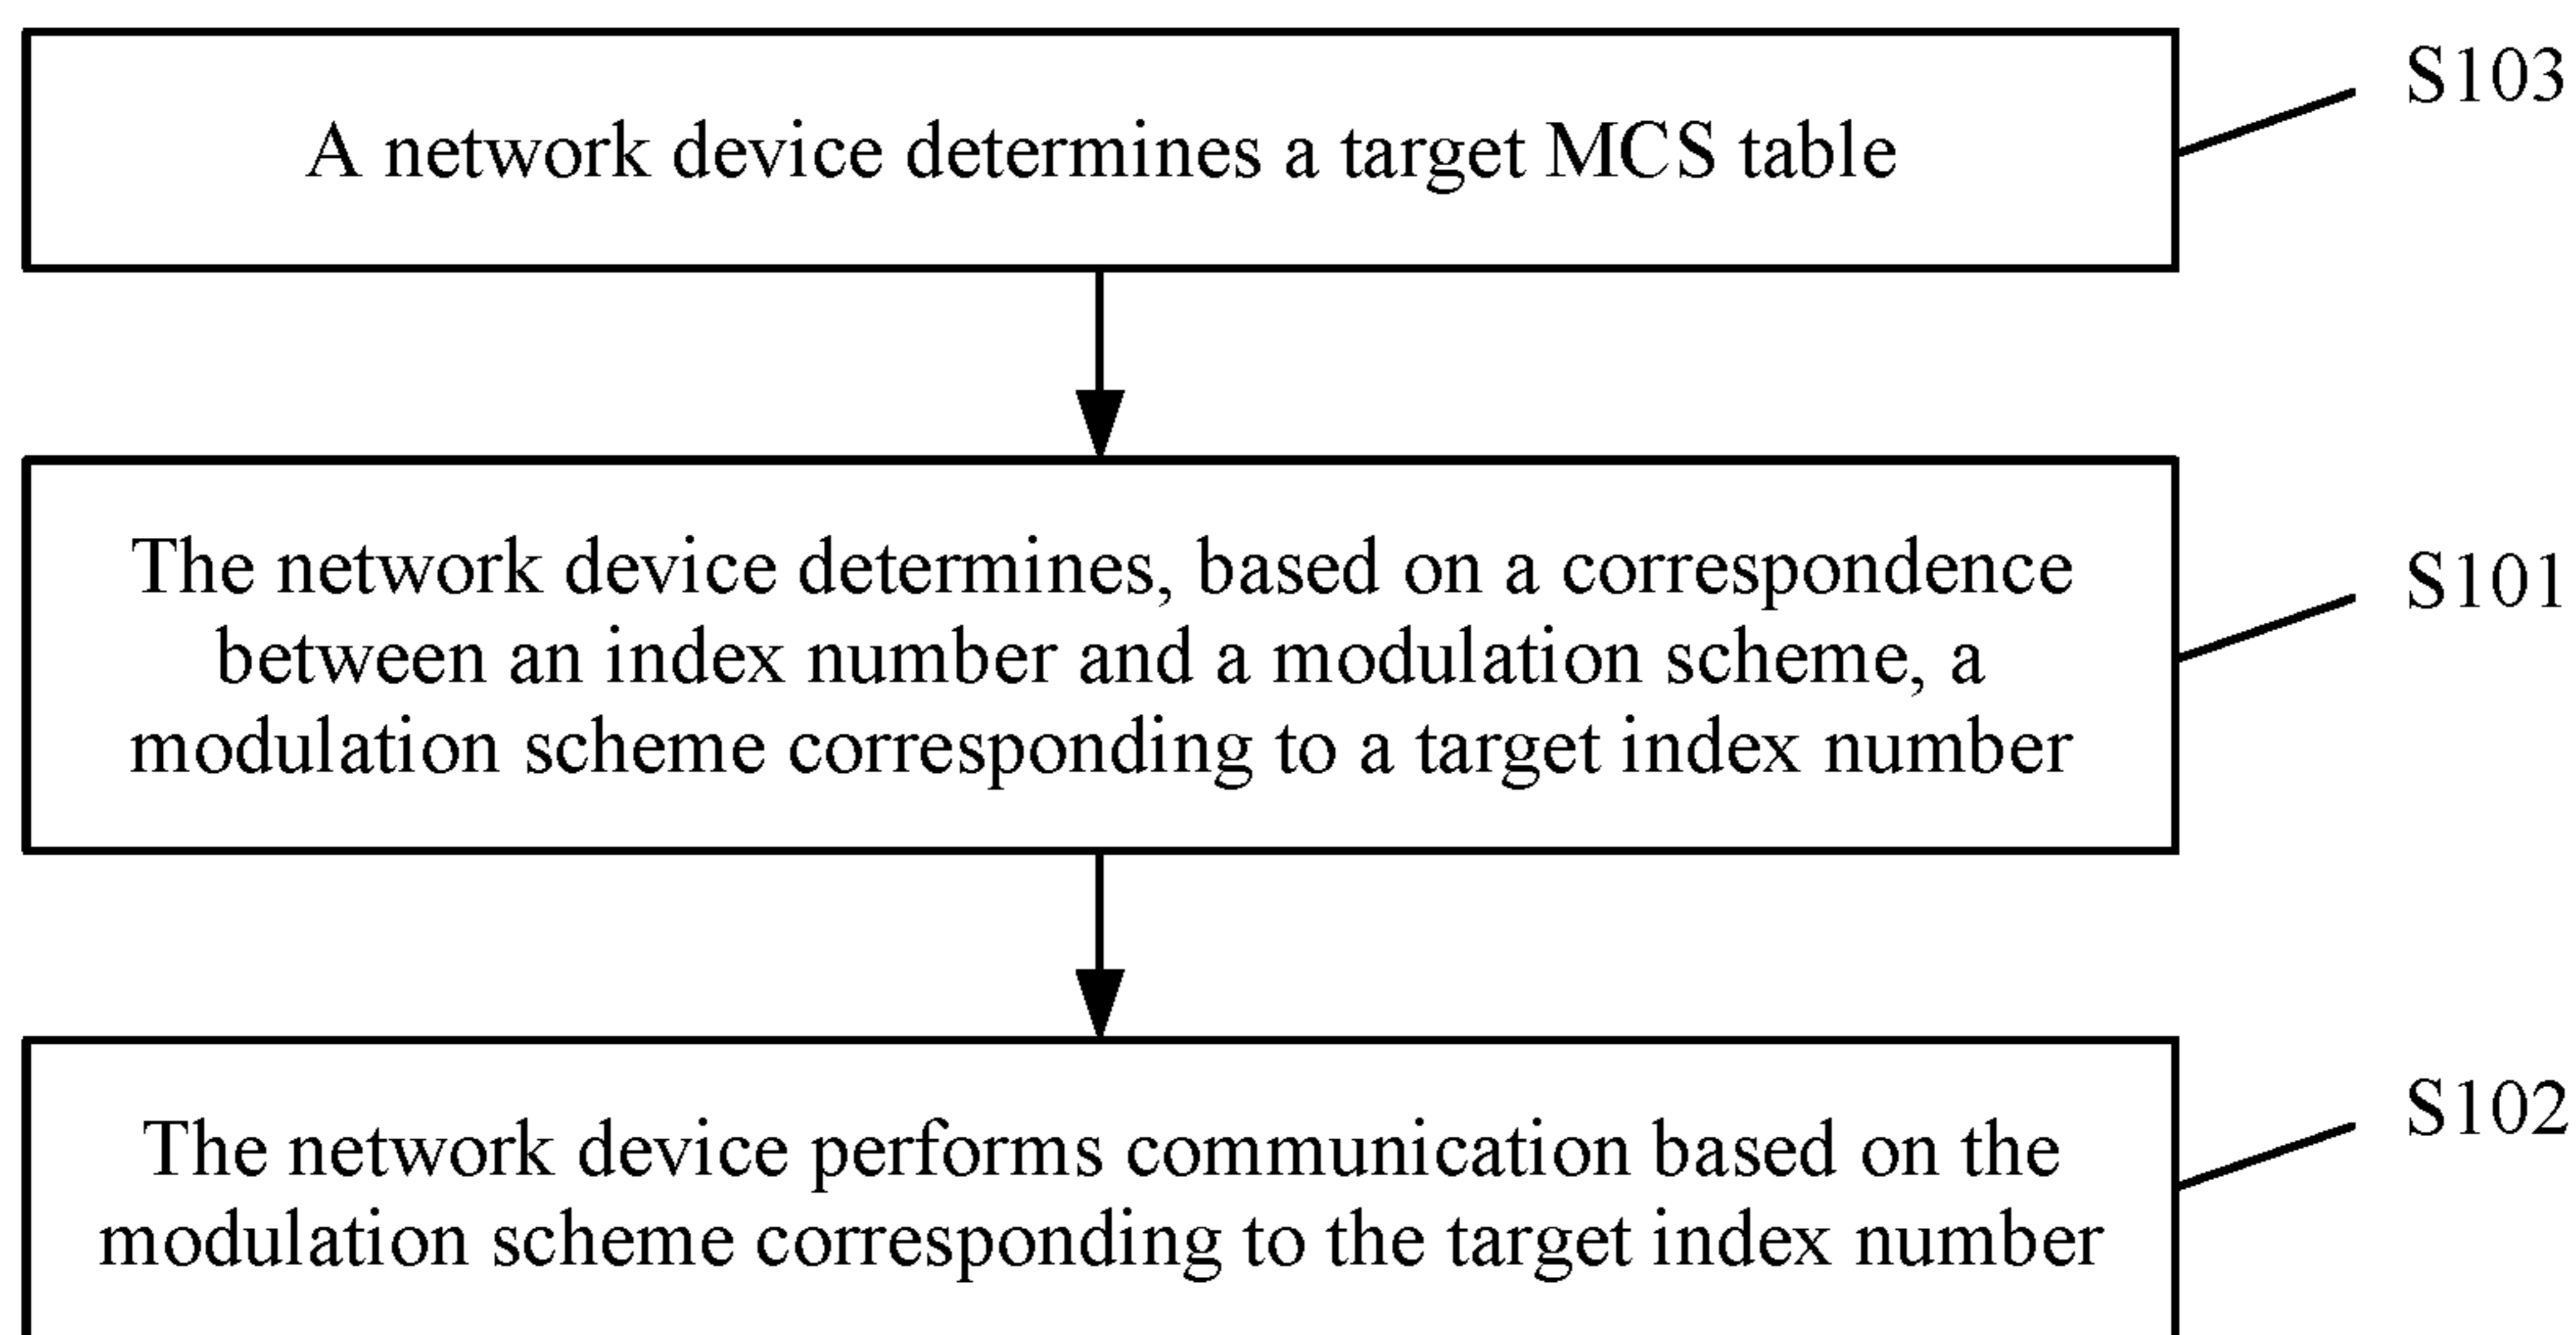 A network device determines a target MCS table
S103
The network device determines, based on a correspondence
between an index number and a modulation scheme, a
modulation scheme corresponding to a target index number
S101
The network device performs communication based on the
modulation scheme corresponding to the target index number
S102